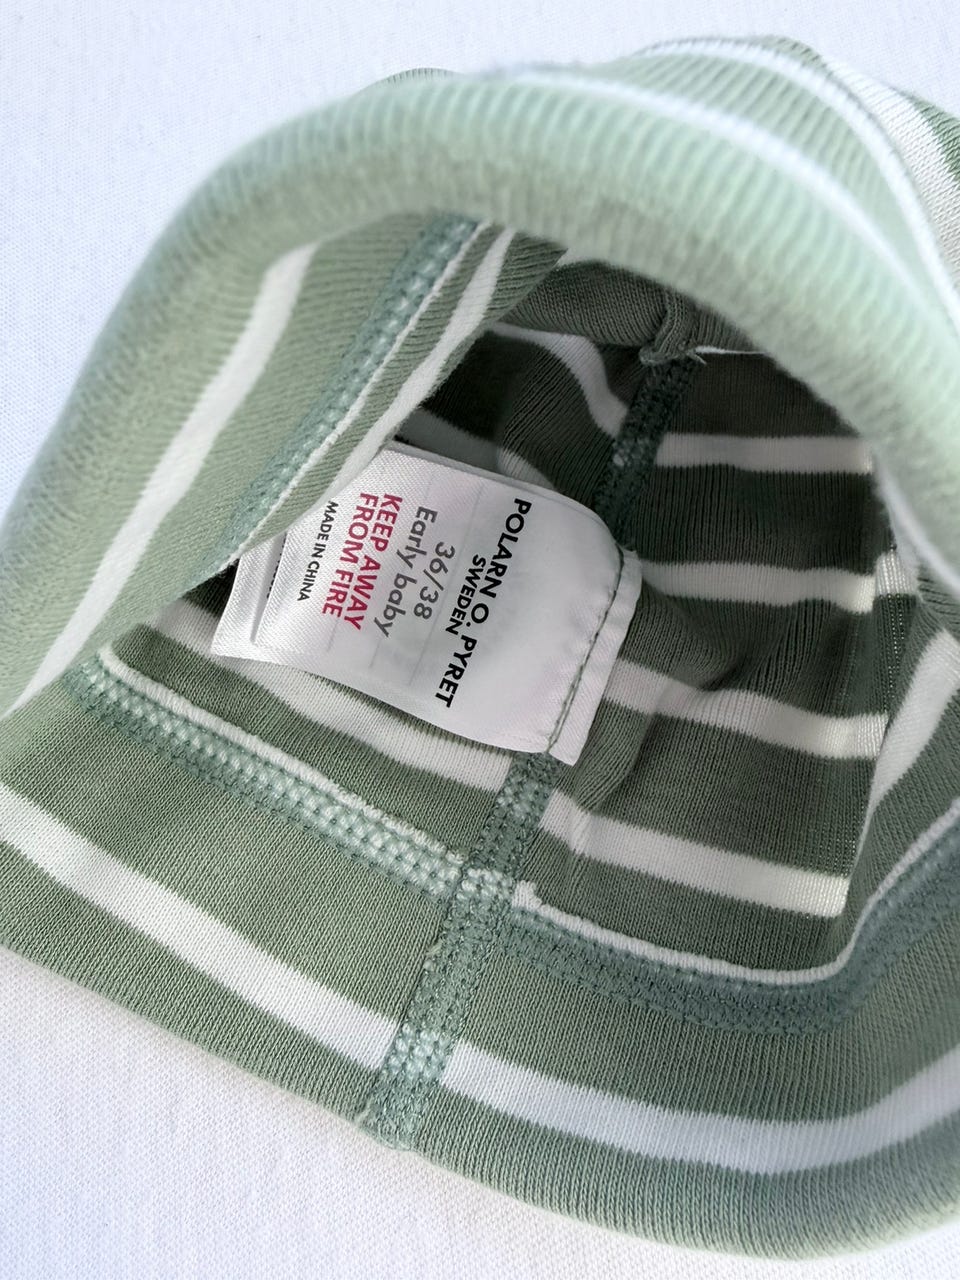 POLARN O. PYRET
SWEDEN
36/38
Early baby
KEEP AWAY
FROM FIRE
MADE IN CHINA